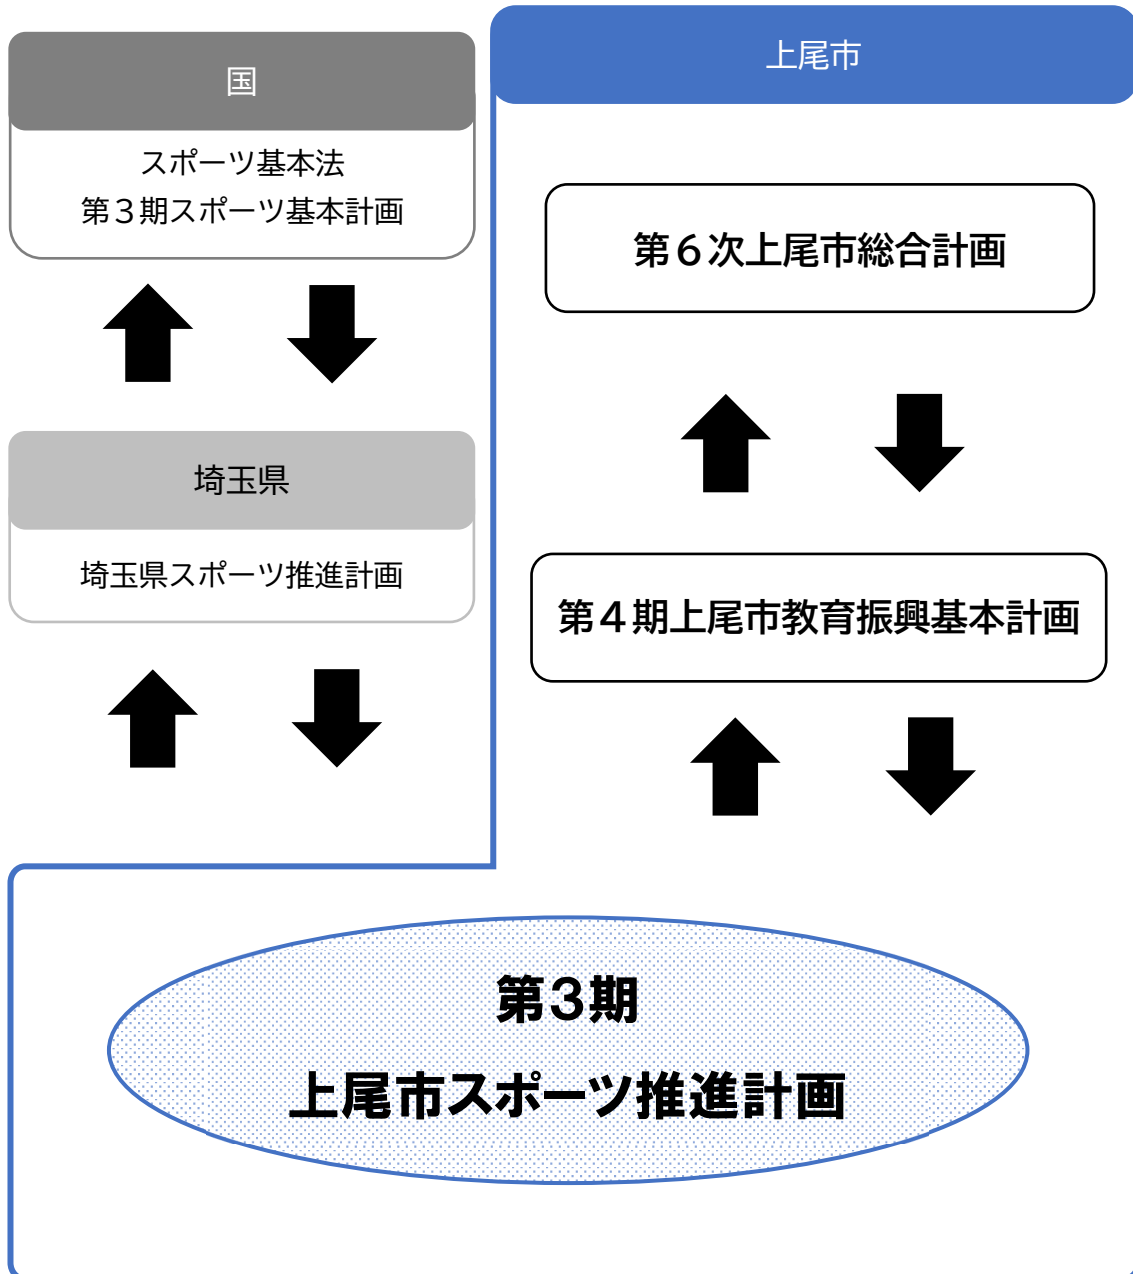 国
スポーツ基本法
第３期スポーツ基本計画
埼玉県
埼玉県スポーツ推進計画
上尾市
第６次上尾市総合計画
第４期上尾市教育振興基本計画
第３期
上尾市スポーツ推進計画